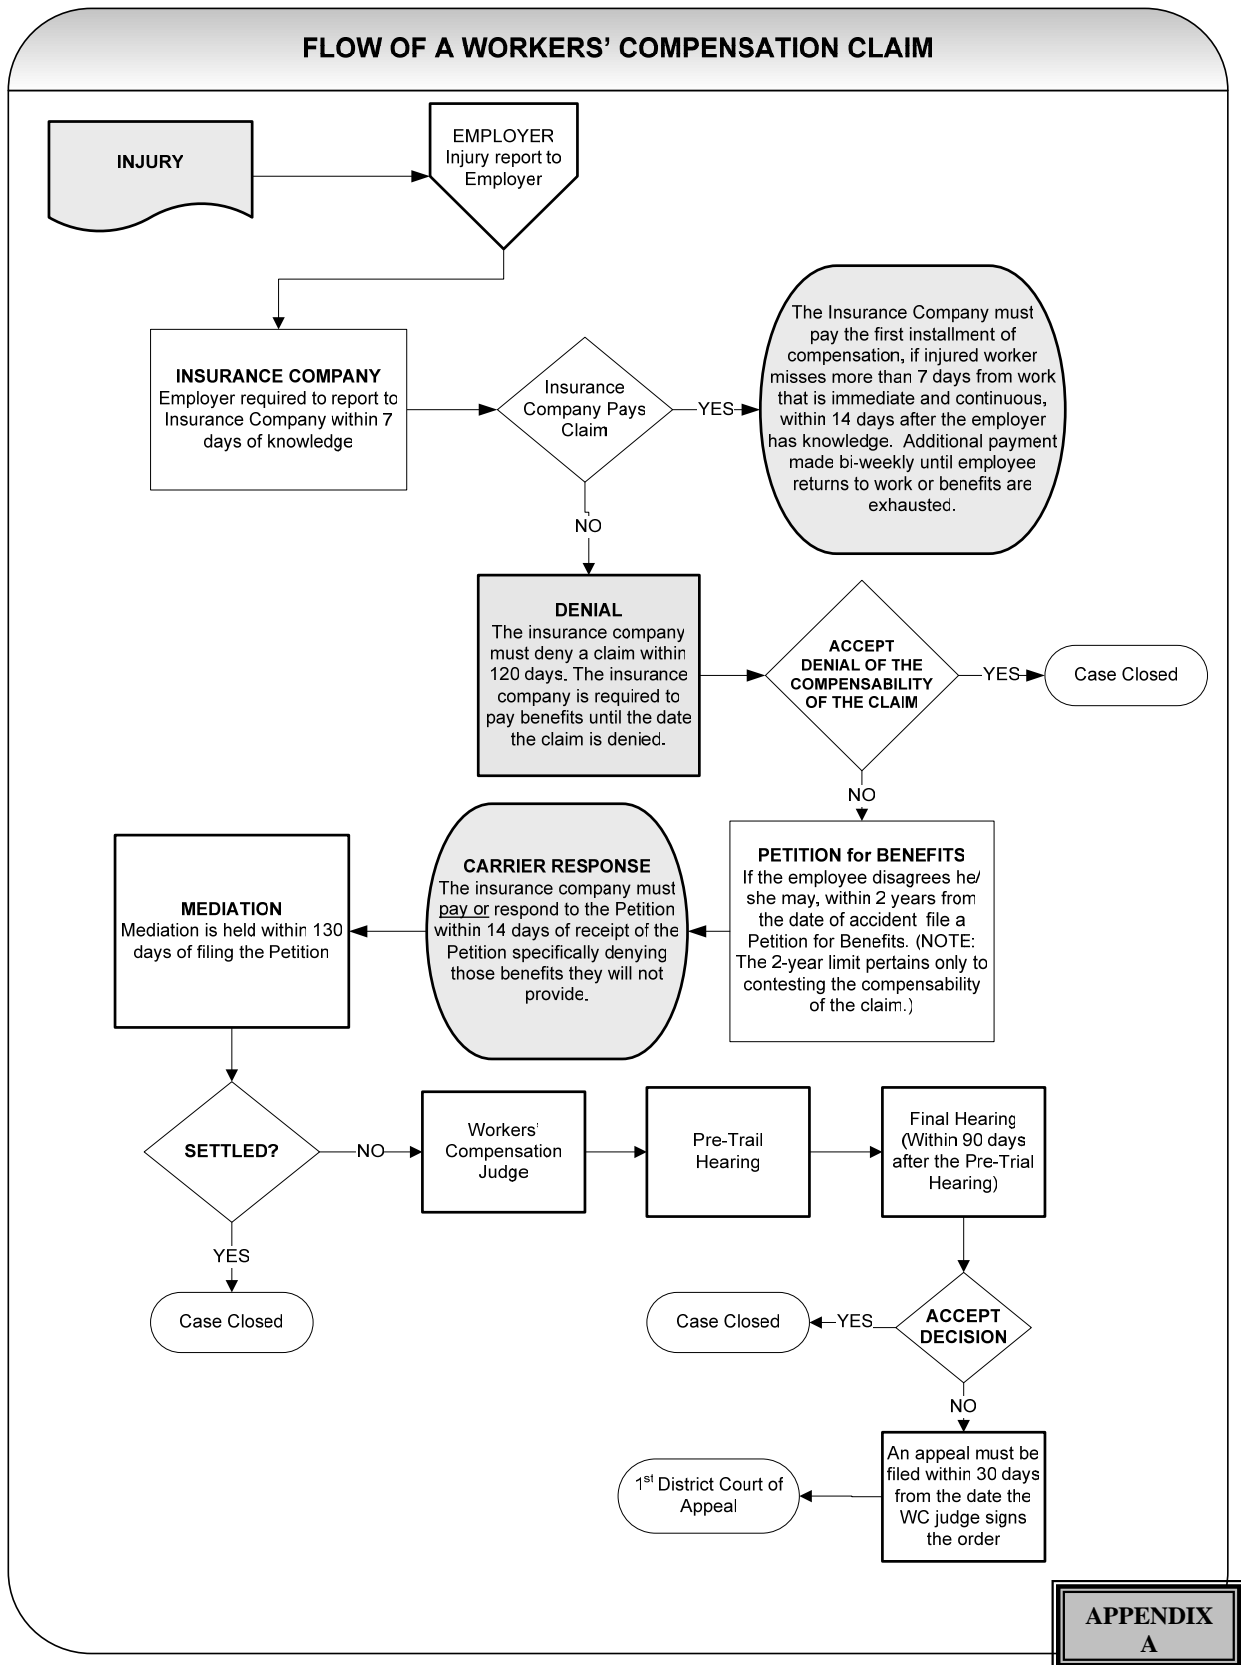 FLOW OF A WORKERS’ COMPENSATION CLAIM
INJURY
EMPLOYER
Injury report to
Employer
INSURANCE COMPANY
Employer required to report to
Insurance Company within 7
days of knowledge
Insurance
Company Pays
Claim
YES
The Insurance Company must
pay the first installment of
compensation, if injured worker
misses more than 7 days from work
that is immediate and continuous,
within 14 days after the employer
has knowledge. Additional payment
made bi-weekly until employee
returns to work or benefits are
exhausted.
NO
DENIAL
The insurance company
must deny a claim within
120 days. The insurance
company is required to
pay benefits until the date
the claim is denied.
ACCEPT
DENIAL OF THE
COMPENSABILITY
OF THE CLAIM
YES
Case Closed
NO
PETITION for BENEFITS
If the employee disagrees he/
she may, within 2 years from
the date of accident file a
Petition for Benefits. (NOTE:
The 2-year limit pertains only to
contesting the compensability
of the claim.)
CARRIER RESPONSE
The insurance company must
pay or respond to the Petition
within 14 days of receipt of the
Petition specifically denying
those benefits they will not
provide.
MEDIATION
Mediation is held within 130
days of filing the Petition
SETTLED?
NO
Workers’
Compensation
Judge
Pre-Trail
Hearing
Final Hearing
(Within 90 days
after the Pre-Trial
Hearing)
YES
Case Closed
ACCEPT
DECISION
YES
Case Closed
NO
An appeal must be
filed within 30 days
from the date the
WC judge signs
the order
1st District Court of
Appeal
APPENDIX
A